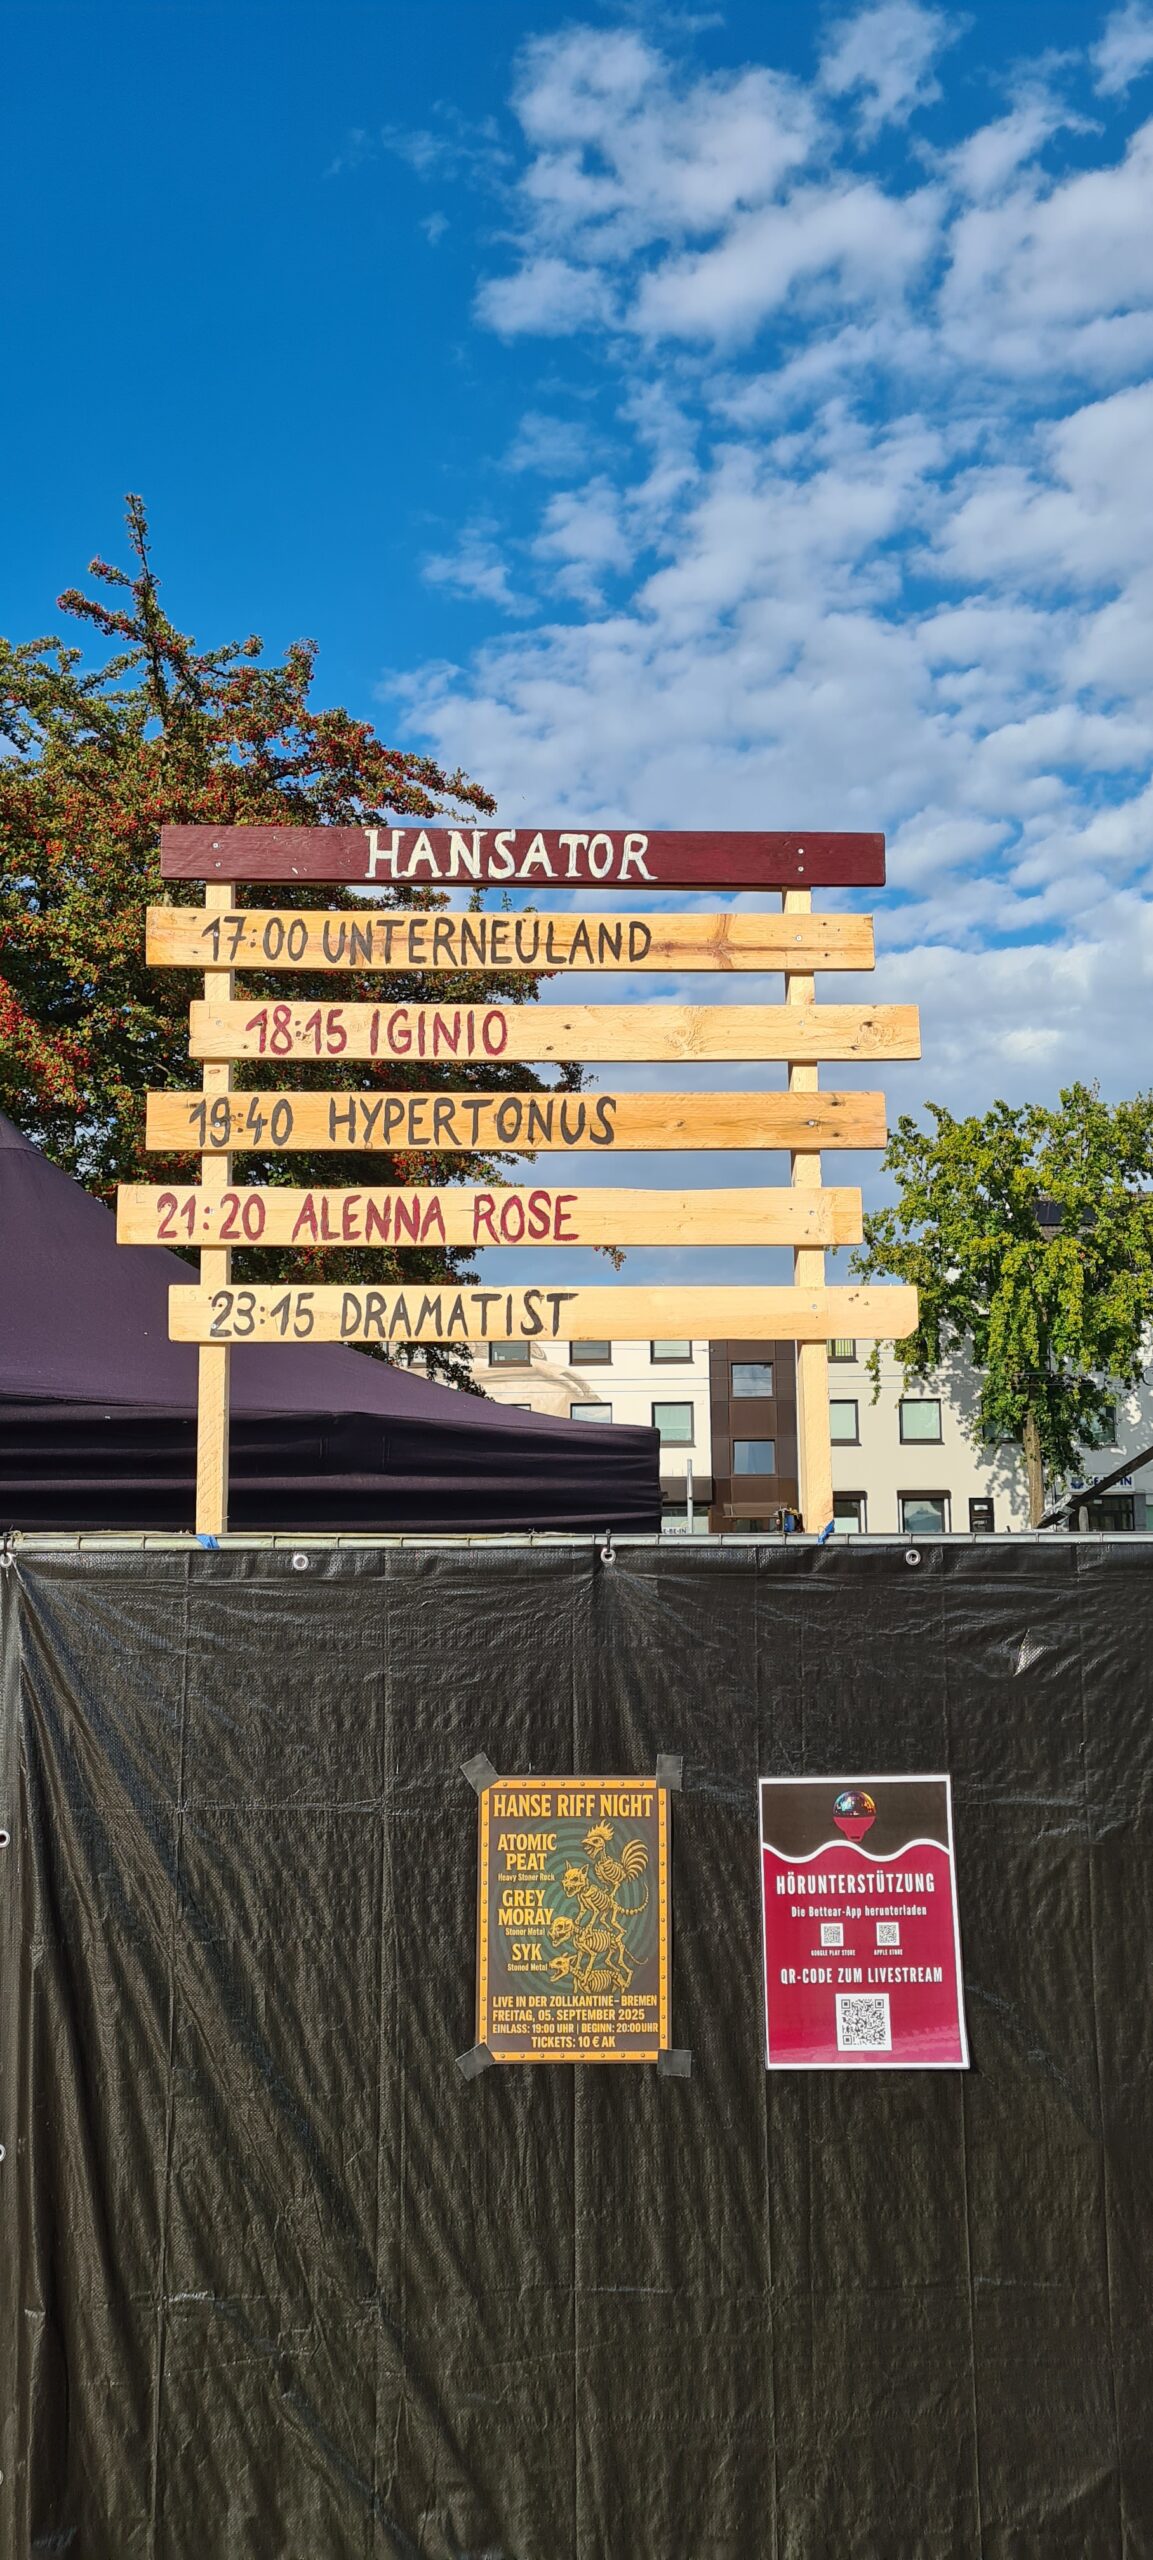 HANSATOR
17:00 UNTERNEULAND
18:15 IGINIO
19:40 HYPERTONUS
21:20 ALENNA ROSE
23:15 DRAMATIST
HANSE RIFF NIGHT
ATOMIC
PEAT
Heavy Stoner Rock
GREY
MORAY
Stoner Metal
SYK
Stoned Metal
LIVE IN DER ZOLLKANTINE - BREMEN
FREITAG, 05. SEPTEMBER 2025
EINLASS: 19:00 UHR | BEGINN: 20:00 UHR
TICKETS: 10 € AK
HÖRUNTERSTÜTZUNG
Die Bettear-App herunterladen
GOOGLE PLAY STORE APPLE STORE
QR-CODE ZUM LIVESTREAM